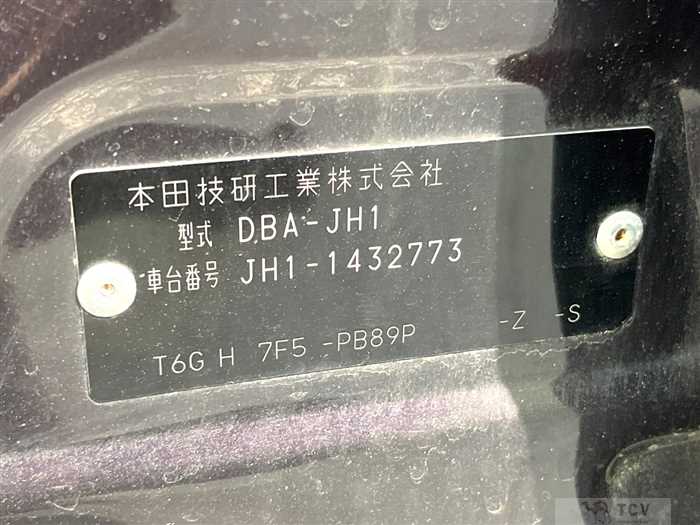 本田技研工業株式会社
型式 DBA-JH1
車台番号 JH1-1432773
T6G H 7F5 -PB89P -Z -S
TCV